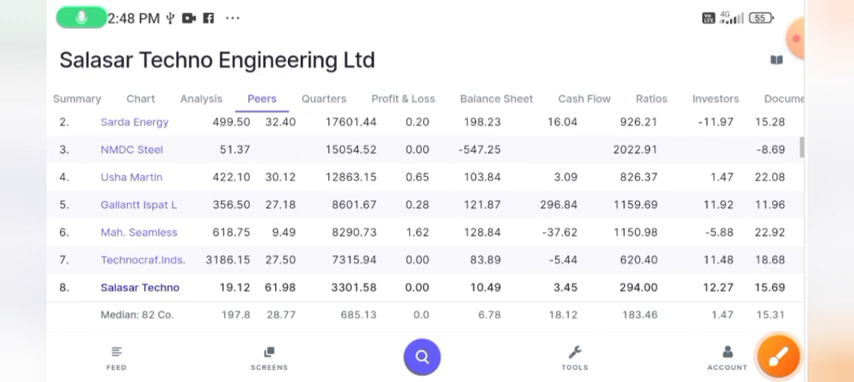 2:48 PM ... 4G 55
Salasar Techno Engineering Ltd
Summary Chart Analysis Peers Quarters Profit & Loss Balance Sheet Cash Flow Ratios Investors Docume
2. Sarda Energy 499.50 32.40 17601.44 0.20 198.23 16.04 926.21 -11.97 15.28
3. NMDC Steel 51.37 15054.52 0.00 -547.25 2022.91 -8.69
4. Usha Martin 422.10 30.12 12863.15 0.65 103.84 3.09 826.37 1.47 22.08
5. Gallantt Ispat L 356.50 27.18 8601.67 0.28 121.87 296.84 1159.69 11.92 11.96
6. Mah. Seamless 618.75 9.49 8290.73 1.62 128.84 -37.62 1150.98 -5.88 22.92
7. Technocraf.Inds. 3186.15 27.50 7315.94 0.00 83.89 -5.44 620.40 11.48 18.68
8. Salasar Techno 19.12 61.98 3301.58 0.00 10.49 3.45 294.00 12.27 15.69
Median: 82 Co. 197.8 28.77 685.13 0.0 6.78 18.12 183.46 1.47 15.31
FEED SCREENS TOOLS ACCOUNT